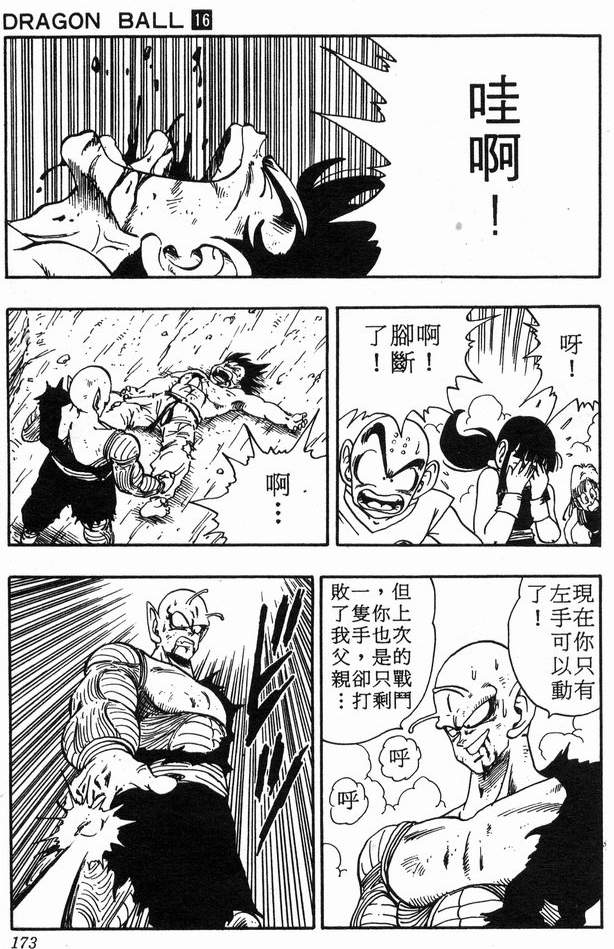 DRAGON BALL 16
哇啊！
呀！
啊！
腳斷
了！
啊…
現在你只有
左手可以動
了！
但上次的戰鬥
，你也是只剩
一隻手，卻打
敗了我父親…
呼
呼
173